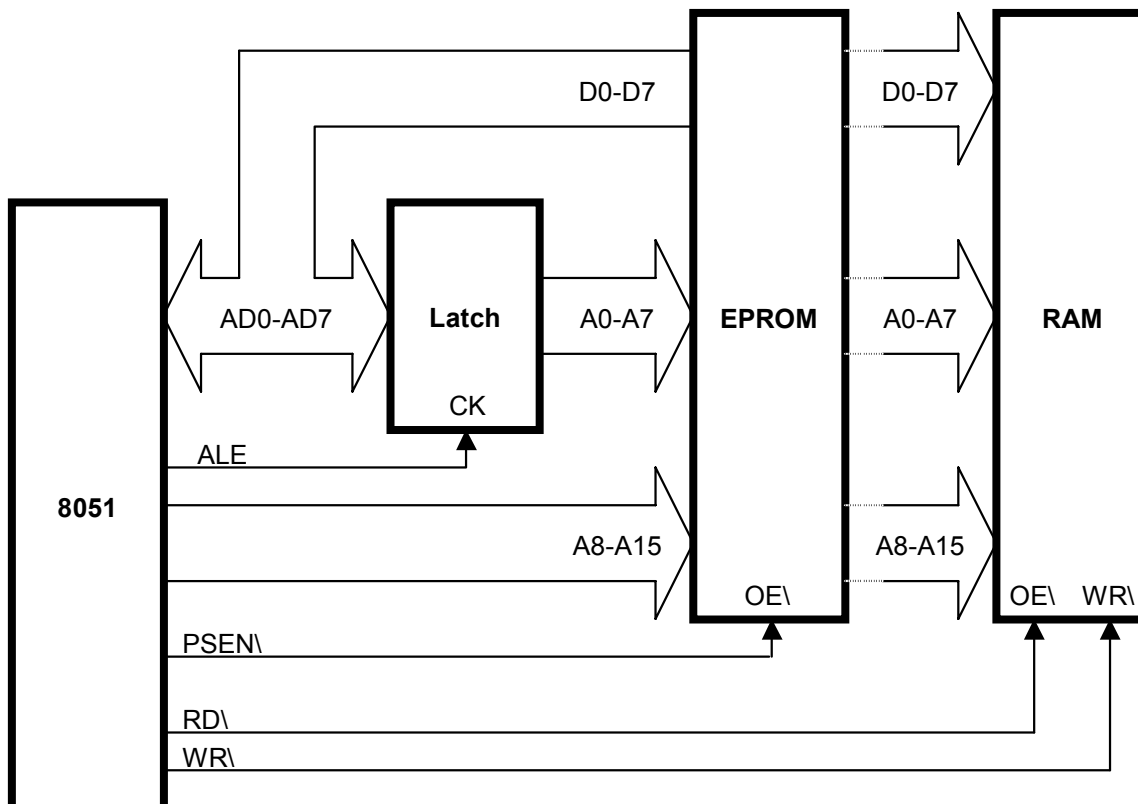 D0-D7 D0-D7
AD0-AD7 Latch A0-A7 EPROM A0-A7 RAM
CK
ALE
8051
A8-A15 A8-A15
OE\ OE\ WR\
PSEN\
RD\
WR\